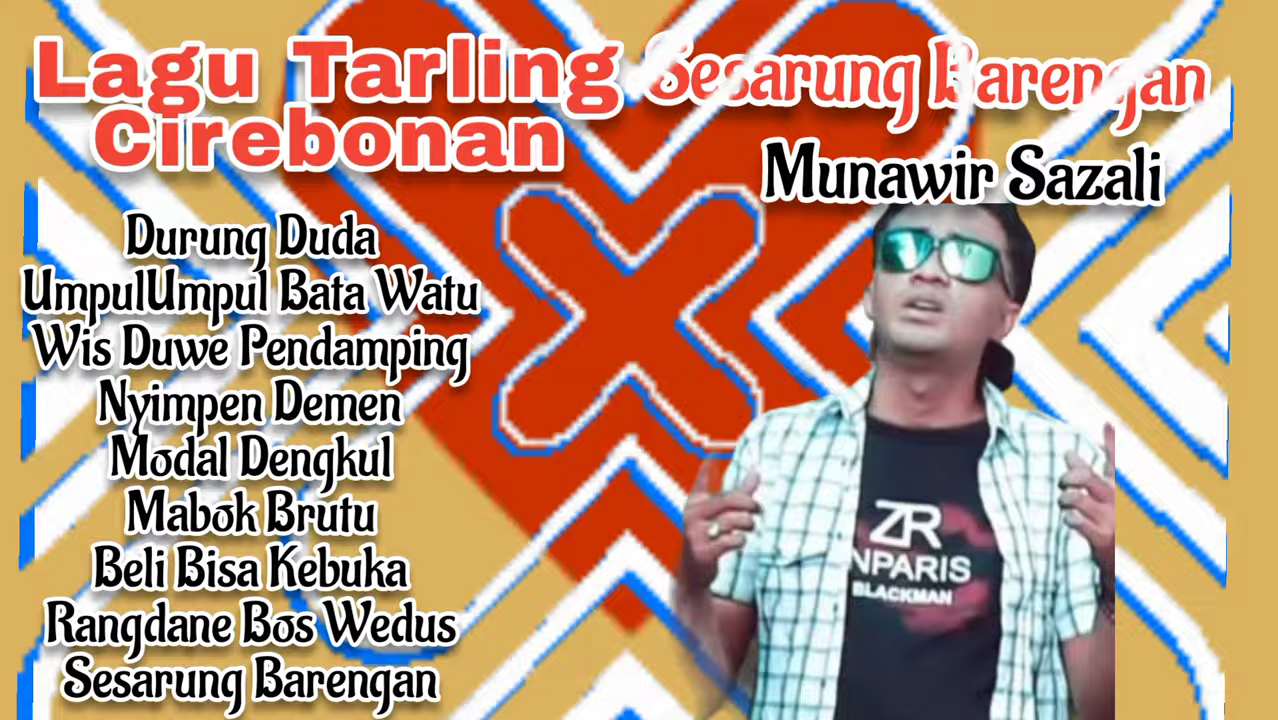 Lagu Tarling
Cirebonan
Sesarung Barengan
Munawir Sazali
Durung Duda
UmpulUmpul Bata Watu
Wis Duwe Pendamping
Nyimpen Demen
Modal Dengkul
Mabok Brutu
Beli Bisa Kebuka
Rangdane Bos Wedus
Sesarung Barengan
ZR
NPARIS
BLACKMAN